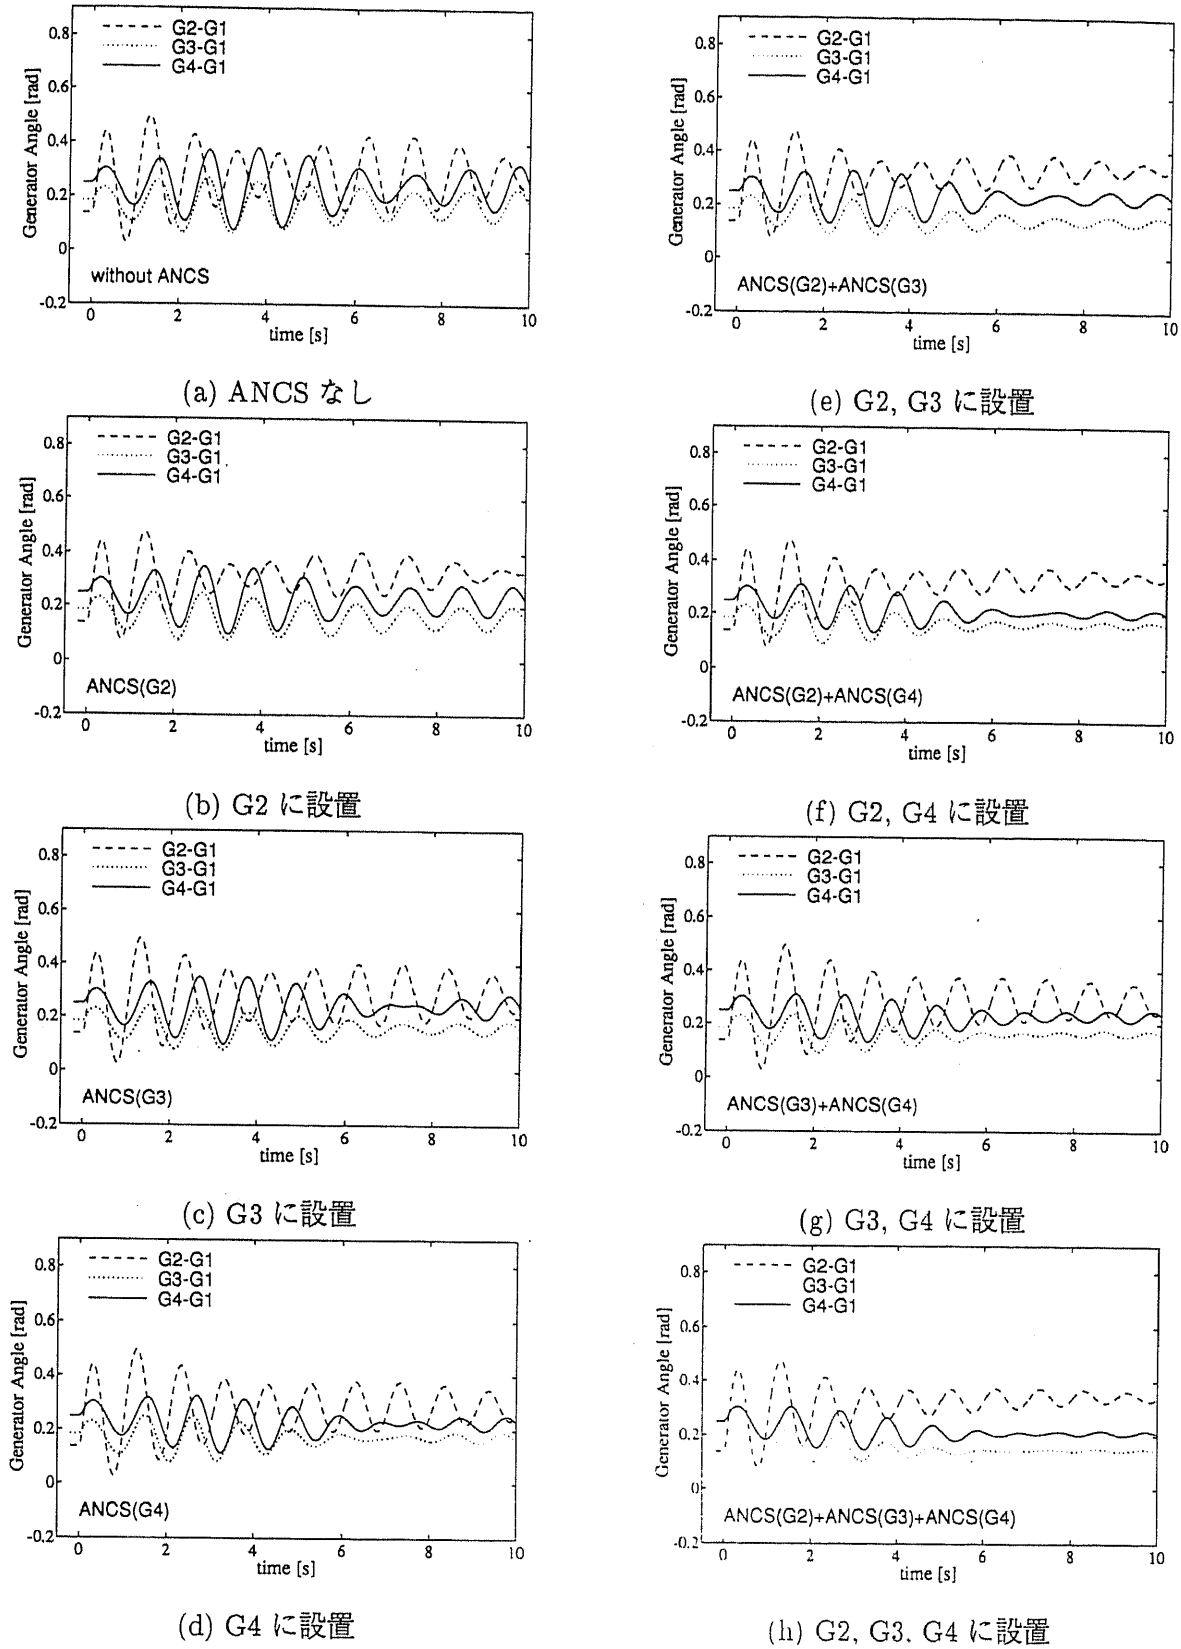 0.8
0.6
0.4
0.2
0
-0.2
Generator Angle [rad]
G2-G1
G3-G1
G4-G1
without ANCS
0 2 4 6 8 10
time [s]
(a) ANCS なし
0.8
0.6
0.4
0.2
0
-0.2
Generator Angle [rad]
G2-G1
G3-G1
G4-G1
ANCS(G2)
0 2 4 6 8 10
time [s]
(b) G2 に設置
0.8
0.6
0.4
0.2
0
-0.2
Generator Angle [rad]
G2-G1
G3-G1
G4-G1
ANCS(G3)
0 2 4 6 8 10
time [s]
(c) G3 に設置
0.8
0.6
0.4
0.2
0
-0.2
Generator Angle [rad]
G2-G1
G3-G1
G4-G1
ANCS(G4)
0 2 4 6 8 10
time [s]
(d) G4 に設置
0.8
0.6
0.4
0.2
0
-0.2
Generator Angle [rad]
G2-G1
G3-G1
G4-G1
ANCS(G2)+ANCS(G3)
0 2 4 6 8 10
time [s]
(e) G2, G3 に設置
0.8
0.6
0.4
0.2
0
-0.2
Generator Angle [rad]
G2-G1
G3-G1
G4-G1
ANCS(G2)+ANCS(G4)
0 2 4 6 8 10
time [s]
(f) G2, G4 に設置
0.8
0.6
0.4
0.2
0
-0.2
Generator Angle [rad]
G2-G1
G3-G1
G4-G1
ANCS(G3)+ANCS(G4)
0 2 4 6 8 10
time [s]
(g) G3, G4 に設置
0.8
0.6
0.4
0.2
0
-0.2
Generator Angle [rad]
G2-G1
G3-G1
G4-G1
ANCS(G2)+ANCS(G3)+ANCS(G4)
0 2 4 6 8 10
time [s]
(h) G2, G3. G4 に設置